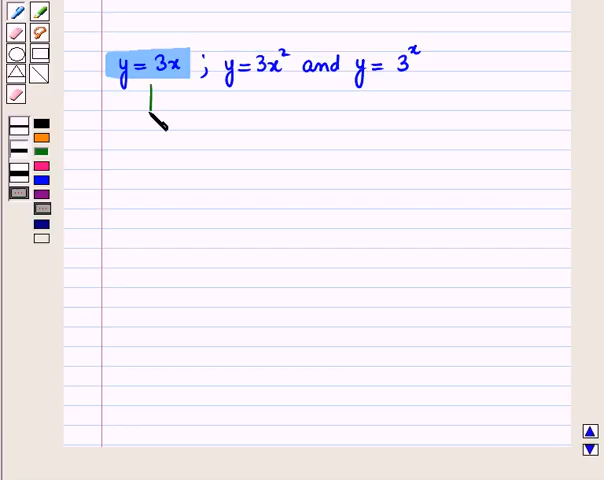 y = 3x ; y = 3x² and y = 3ˣ